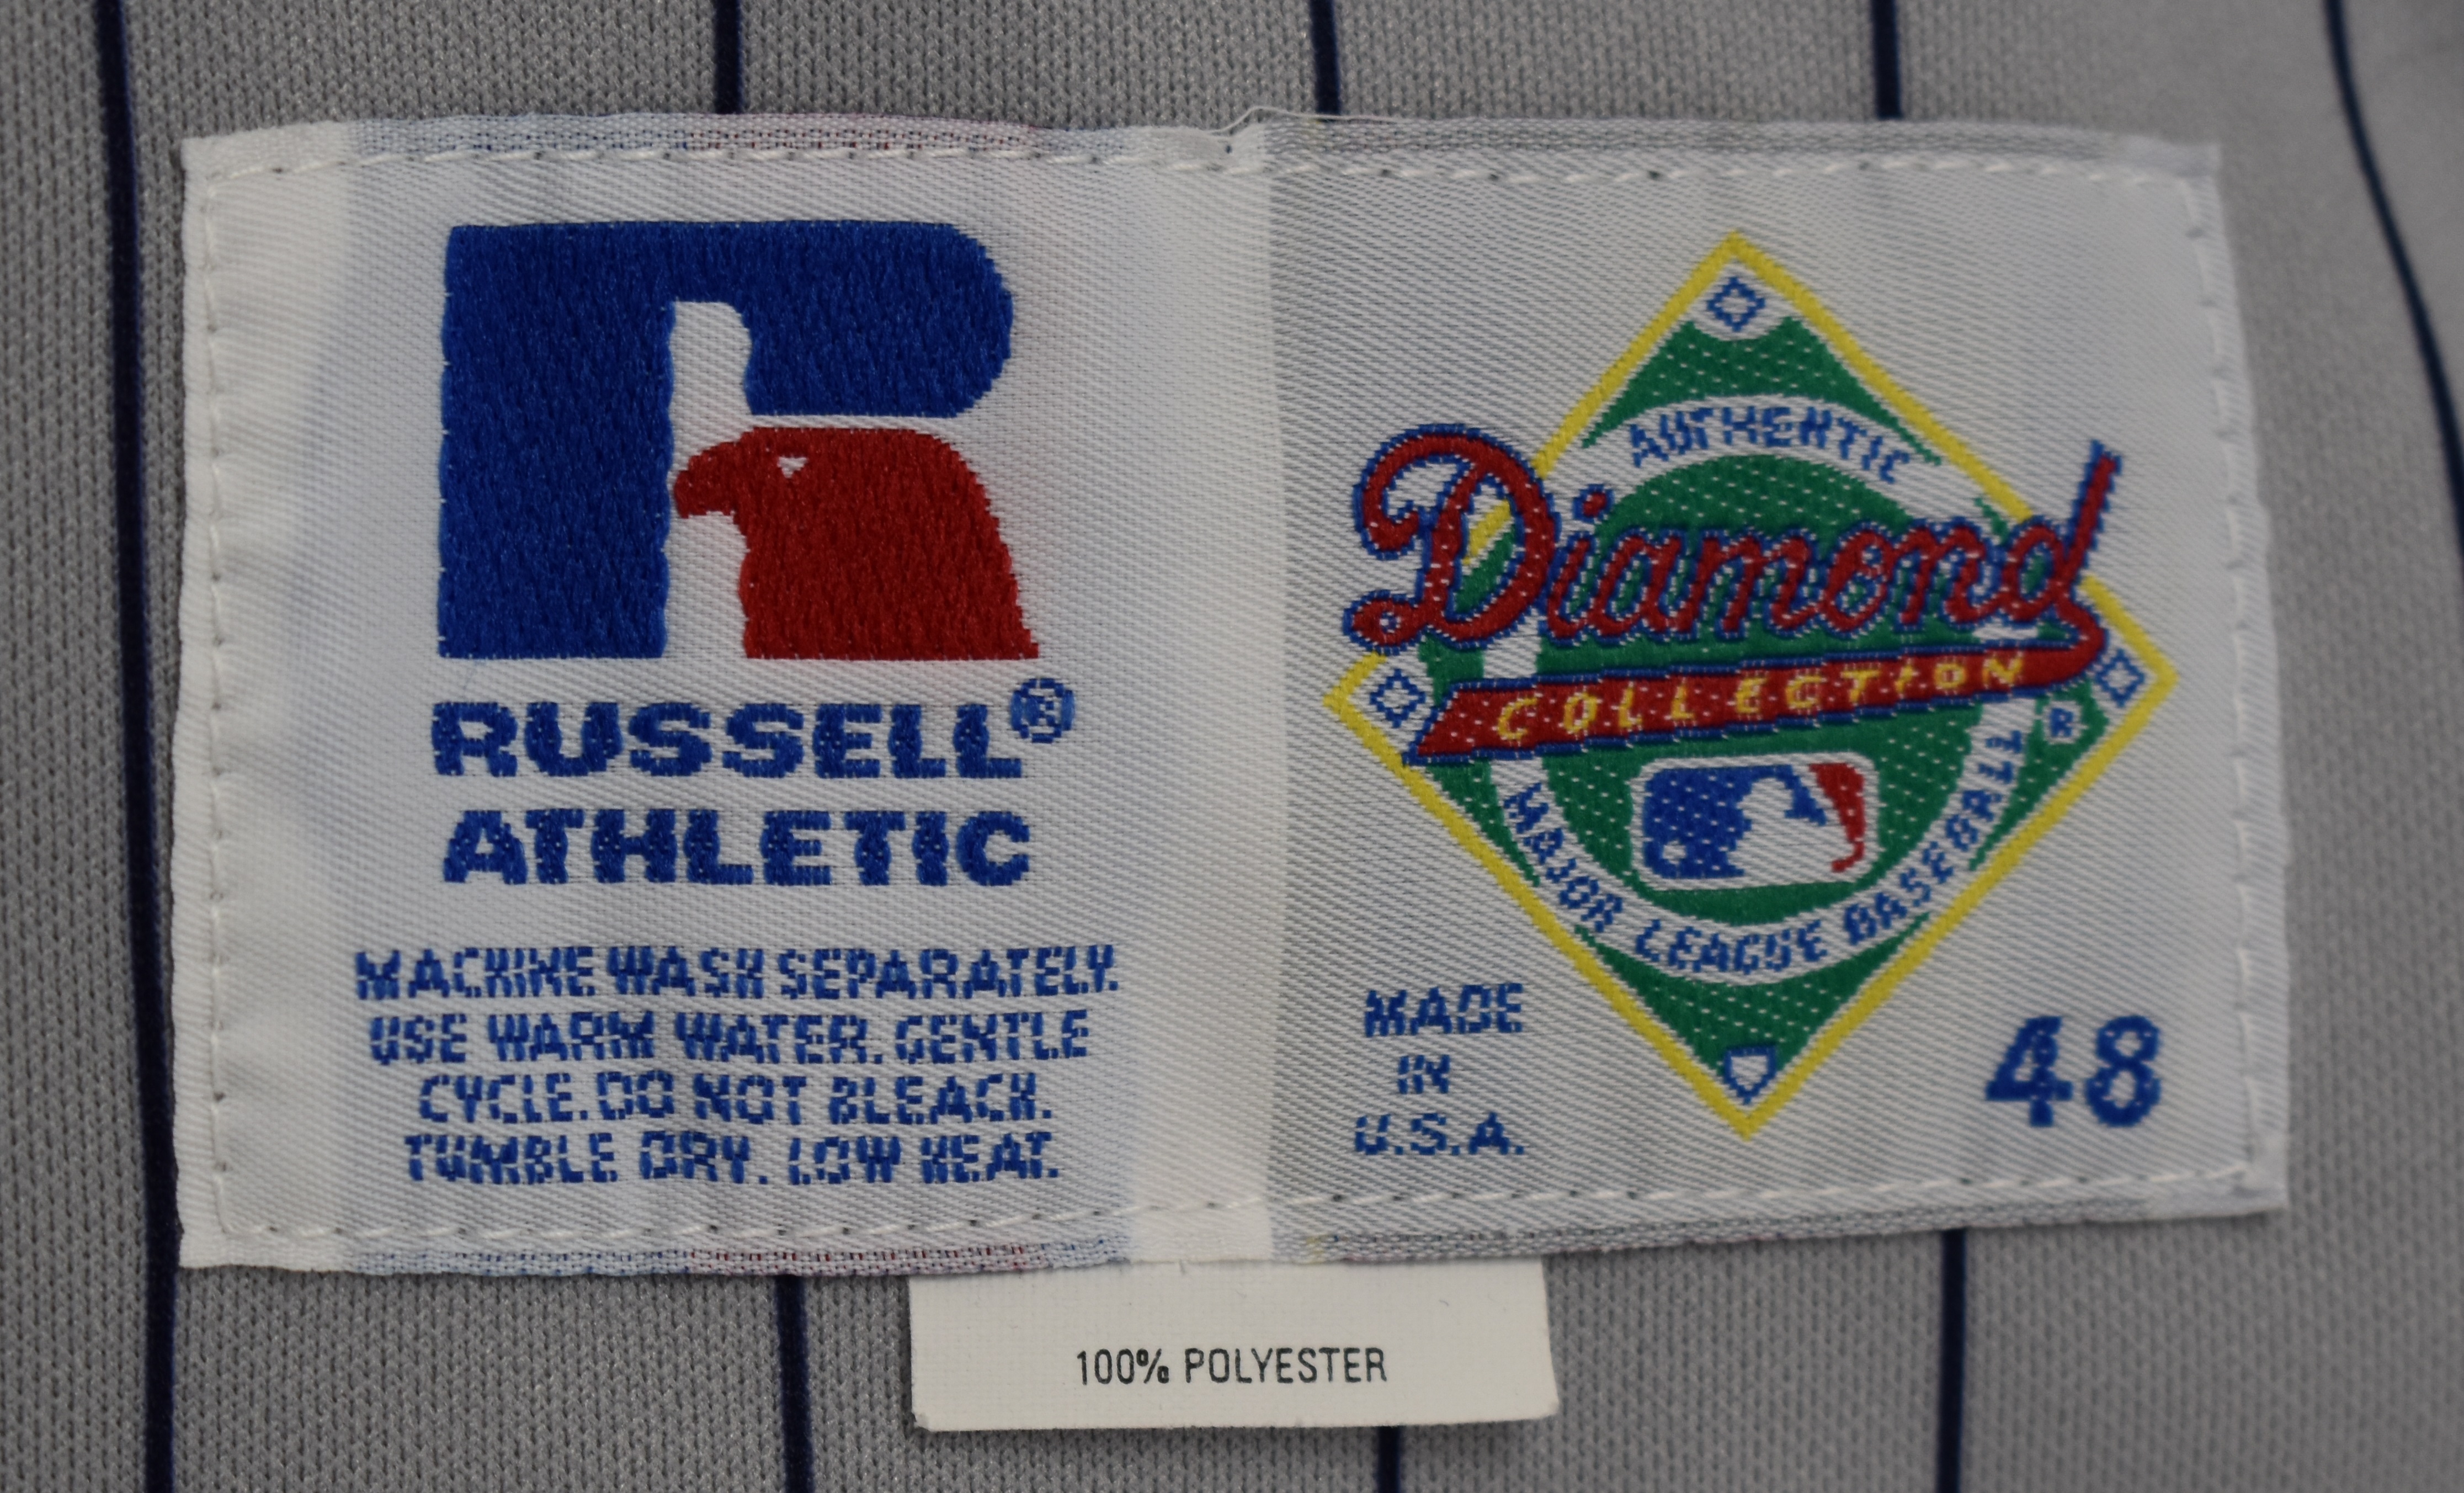 RUSSELL®
ATHLETIC
MACHINE WASH SEPARATELY.
USE WARM WATER. GENTLE
CYCLE. DO NOT BLEACH.
TUMBLE DRY. LOW HEAT.
AUTHENTIC
Diamond
COLLECTION
®
MAJOR LEAGUE BASEBALL
MADE
IN
U.S.A.
48
100% POLYESTER